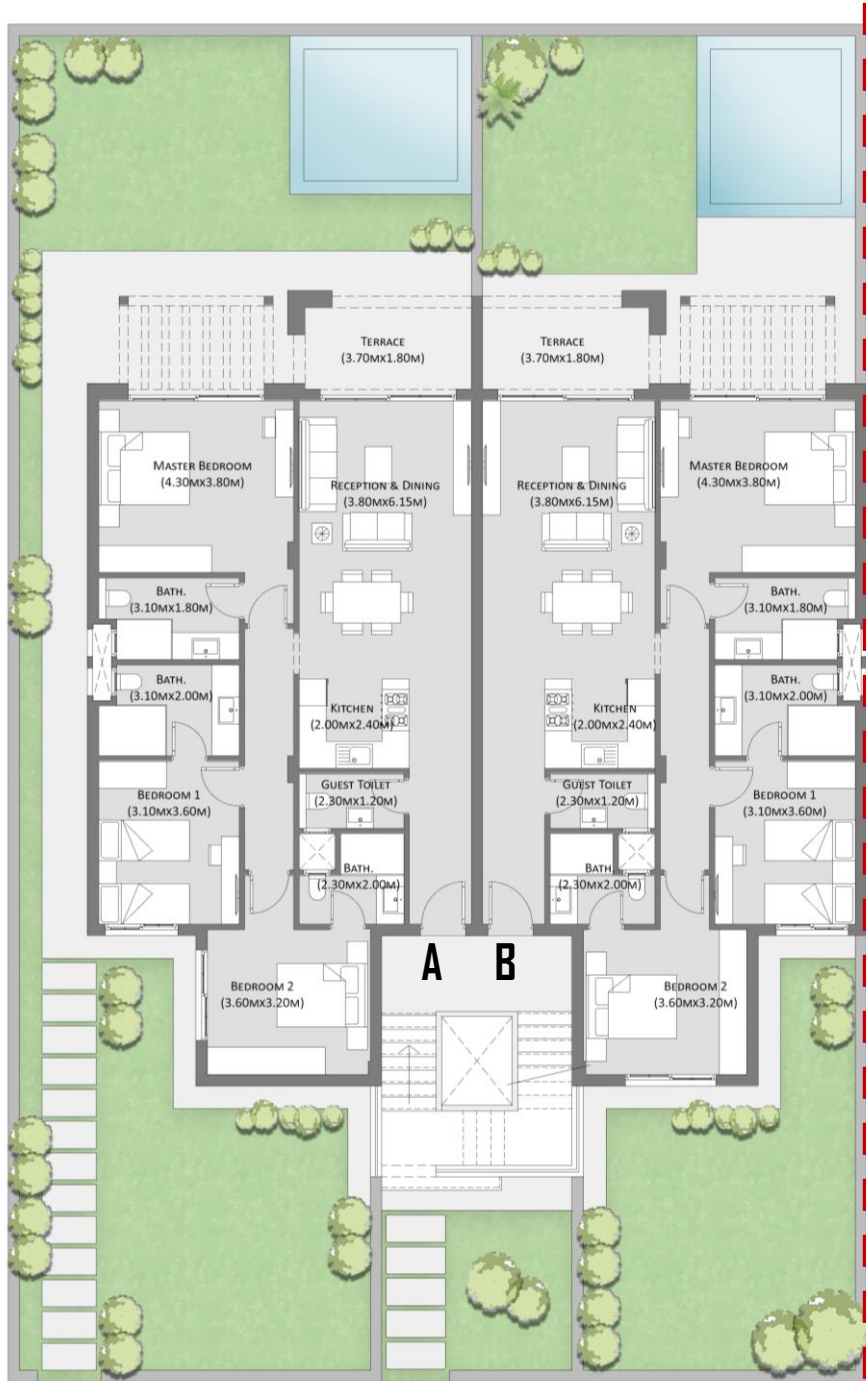 TERRACE
(3.70MX1.80M)
TERRACE
(3.70MX1.80M)
MASTER BEDROOM
(4.30MX3.80M)
RECEPTION & DINING
(3.80MX6.15M)
RECEPTION & DINING
(3.80MX6.15M)
MASTER BEDROOM
(4.30MX3.80M)
BATH.
(3.10MX1.80M)
BATH.
(3.10MX1.80M)
BATH.
(3.10MX2.00M)
BATH.
(3.10MX2.00M)
KITCHEN
(2.00MX2.40M)
KITCHEN
(2.00MX2.40M)
GUEST TOILET
(2.30MX1.20M)
GUEST TOILET
(2.30MX1.20M)
BEDROOM 1
(3.10MX3.60M)
BEDROOM 1
(3.10MX3.60M)
BATH.
(2.30MX2.00M)
BATH.
(2.30MX2.00M)
A
B
BEDROOM 2
(3.60MX3.20M)
BEDROOM 2
(3.60MX3.20M)